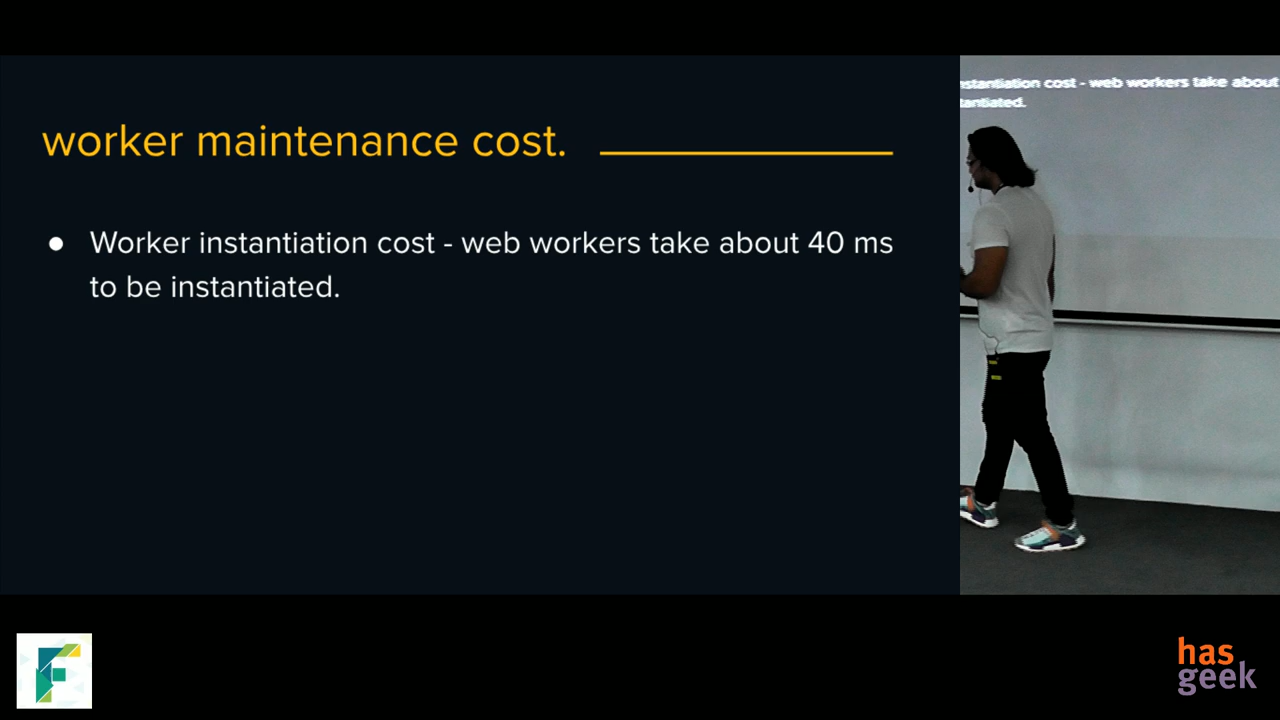 worker maintenance cost.
● Worker instantiation cost - web workers take about 40 ms
to be instantiated.
instantiation cost - web workers take about
tantiated.
F
has
geek